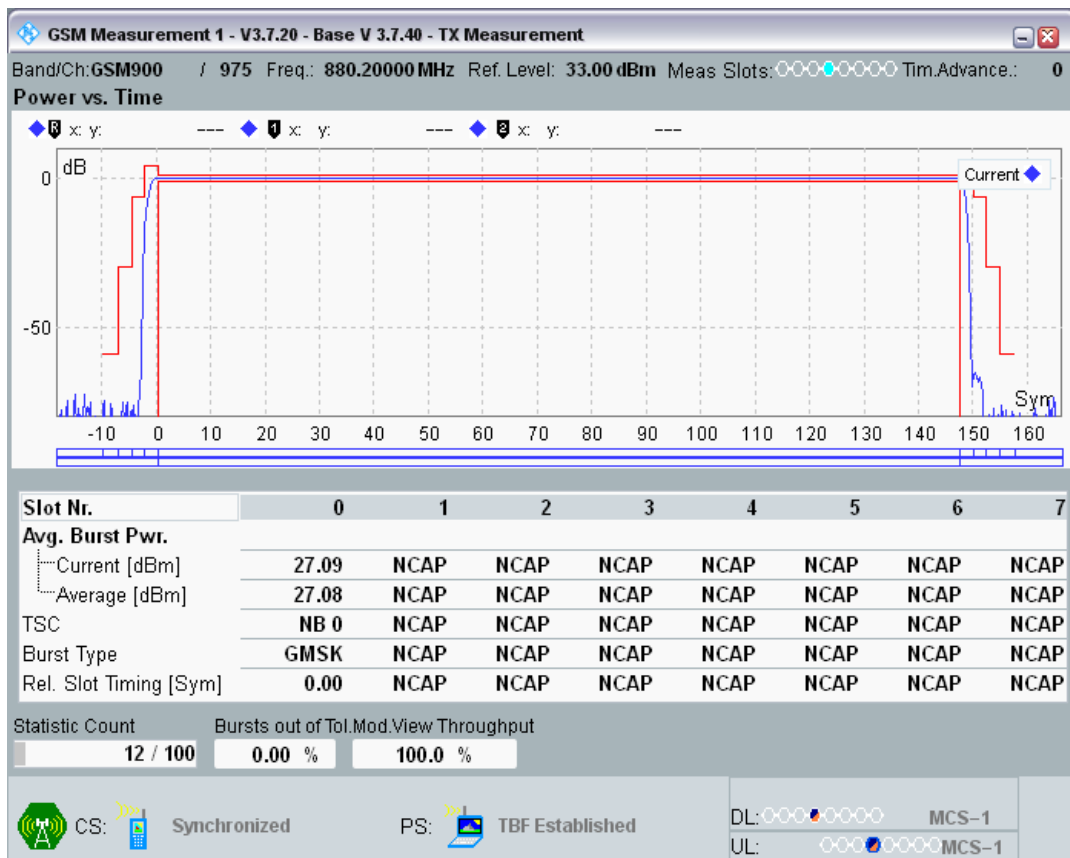 GSM Measurement 1 - V3.7.20 - Base V 3.7.40 - TX Measurement
Band/Ch:GSM900 / 975 Freq.: 880.20000 MHz Ref. Level: 33.00 dBm Meas Slots: Tim.Advance.: 0
Power vs. Time
R x: y: --- 1 x: y: --- 2 x: y: ---
dB
Current
0
-50
Sym
-10 0 10 20 30 40 50 60 70 80 90 100 110 120 130 140 150 160
Slot Nr. 0 1 2 3 4 5 6 7
Avg. Burst Pwr.
Current [dBm] 27.09 NCAP NCAP NCAP NCAP NCAP NCAP NCAP
Average [dBm] 27.08 NCAP NCAP NCAP NCAP NCAP NCAP NCAP
TSC NB 0 NCAP NCAP NCAP NCAP NCAP NCAP NCAP
Burst Type GMSK NCAP NCAP NCAP NCAP NCAP NCAP NCAP
Rel. Slot Timing [Sym] 0.00 NCAP NCAP NCAP NCAP NCAP NCAP NCAP
Statistic Count Bursts out of Tol.Mod.View Throughput
12 / 100 0.00 % 100.0 %
CS: Synchronized PS: TBF Established
DL: MCS-1
UL: MCS-1